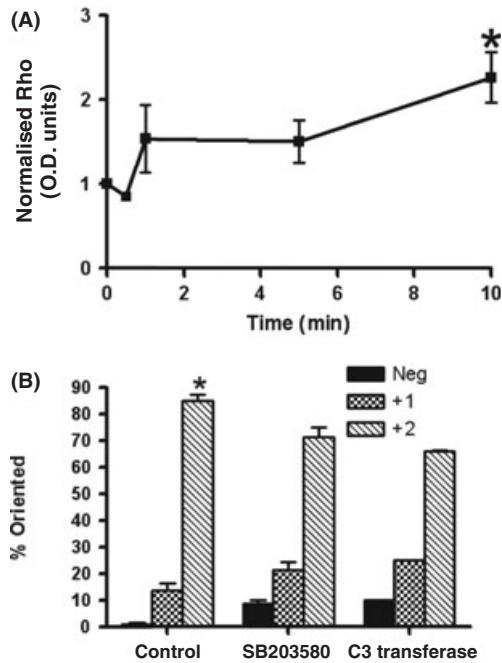 (A)
Normalised Rho
(O.D. units)
3
2
1
0
*
0 2 4 6 8 10
Time (min)
(B)
% Oriented
90
80
70
60
50
40
30
20
10
0
*
Neg
+1
+2
Control SB203580 C3 transferase